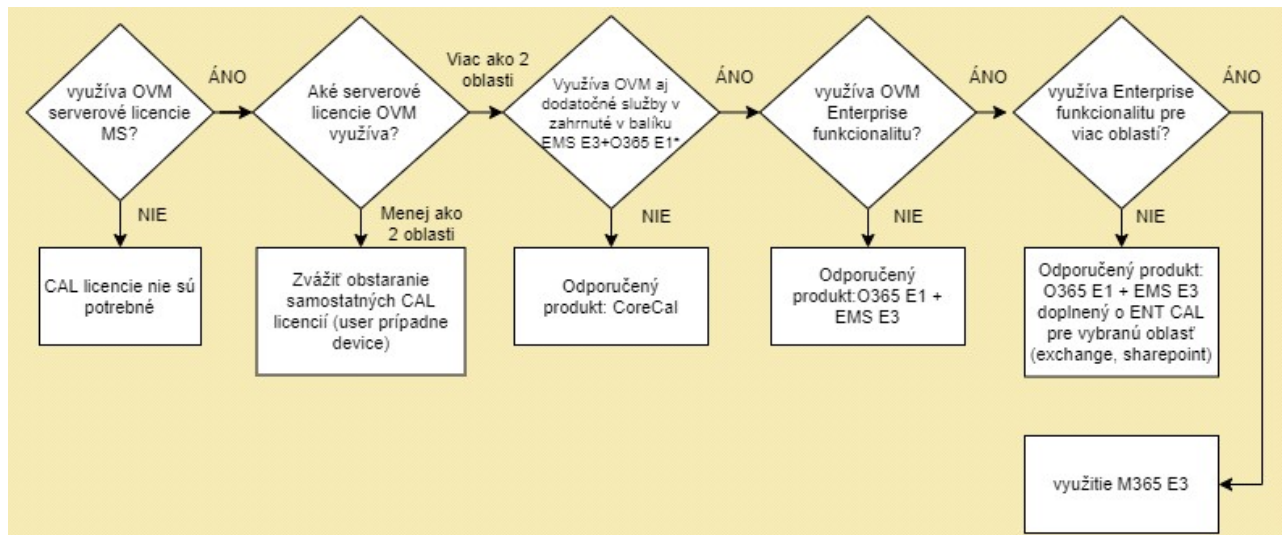 využíva OVM
serverové licencie
MS?
ÁNO
NIE
CAL licencie nie sú
potrebné
Aké serverové
licencie OVM
využíva?
Viac ako 2
oblasti
Menej ako
2 oblasti
Zvážiť obstaranie
samostatných CAL
licencií (user prípadne
device)
Využíva OVM aj
dodatočné služby v
zahrnuté v balíku
EMS E3+O365 E1*
ÁNO
NIE
Odporučený
produkt: CoreCal
využíva OVM
Enterprise
funkcionalitu?
ÁNO
NIE
Odporučený
produkt:O365 E1 +
EMS E3
využíva Enterprise
funkcionalitu pre
viac oblastí?
ÁNO
NIE
Odporučený produkt:
O365 E1 + EMS E3
doplnený o ENT CAL
pre vybranú oblasť
(exchange, sharepoint)
využitie M365 E3